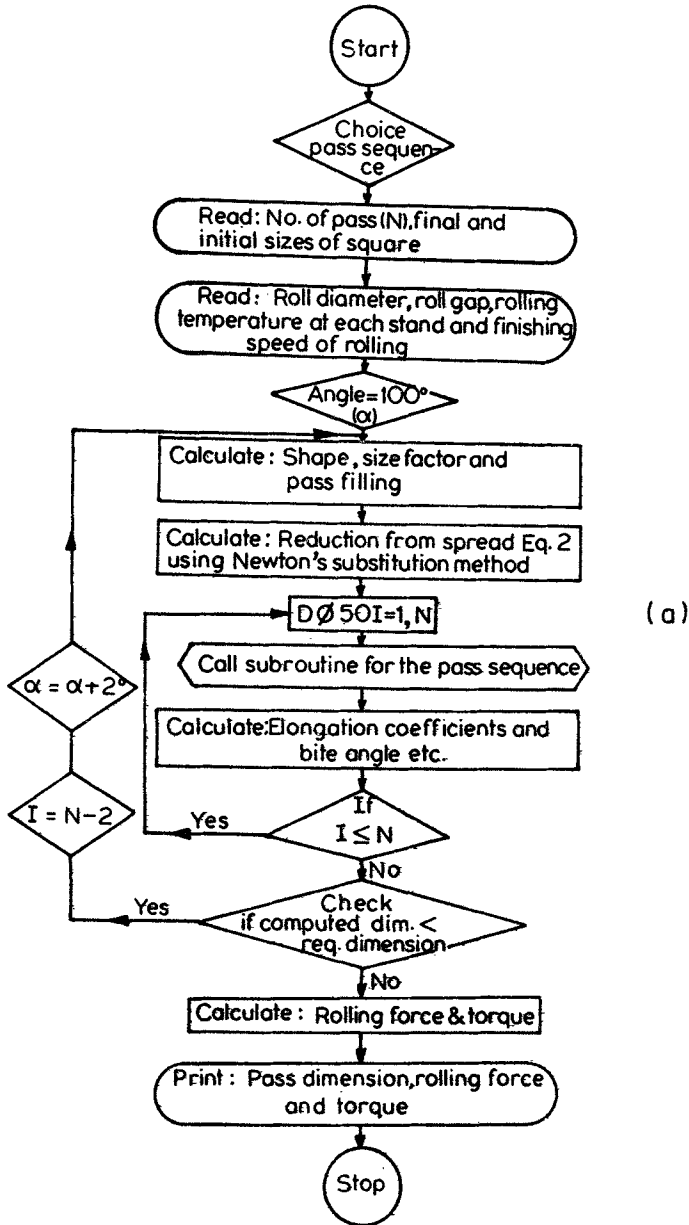 Start
Choice
pass sequen-
ce
Read: No. of pass (N), final and
initial sizes of square
Read: Roll diameter, roll gap, rolling
temperature at each stand and finishing
speed of rolling
Angle=100°
(α)
Calculate: Shape, size factor and
pass filling
Calculate: Reduction from spread Eq. 2
using Newton's substitution method
DØ 50I=1, N
(a)
Call subroutine for the pass sequence
α = α+2°
Calculate: Elongation coefficients and
bite angle etc.
I = N-2
If
I ≤ N
Yes
No
Check
if computed dim. <
req. dimension
Yes
No
Calculate: Rolling force & torque
Print: Pass dimension, rolling force
and torque
Stop